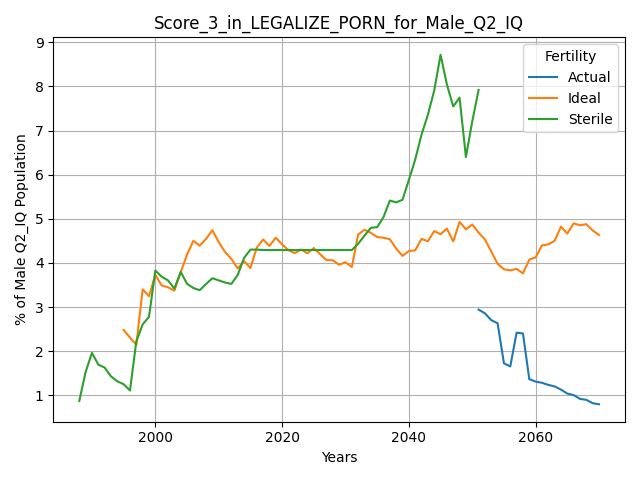 Score_3_in_LEGALIZE_PORN_for_Male_Q2_IQ
% of Male Q2_IQ Population
9
8
7
6
5
4
3
2
1
Fertility
Actual
Ideal
Sterile
2000
2020
2040
2060
Years